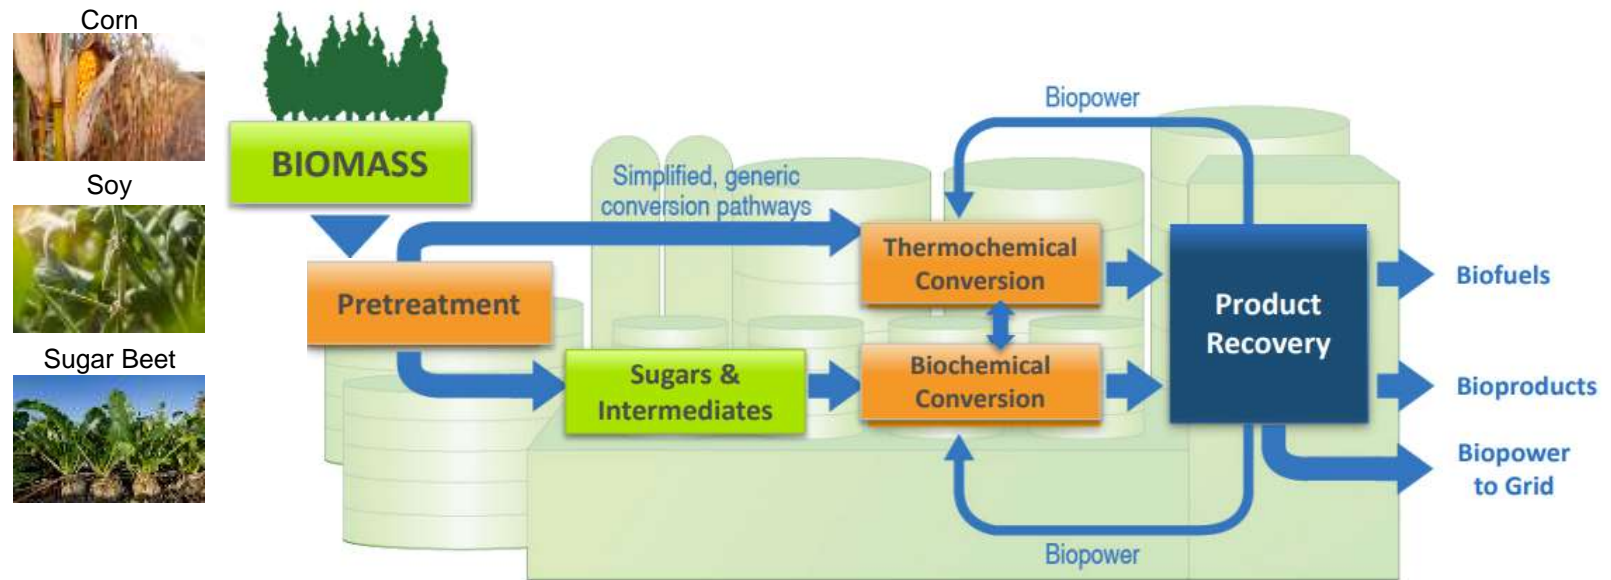 Corn
Soy
Sugar Beet
BIOMASS
Pretreatment
Simplified, generic
conversion pathways
Sugars &
Intermediates
Biopower
Thermochemical
Conversion
Biochemical
Conversion
Biopower
Product
Recovery
Biofuels
Bioproducts
Biopower
to Grid